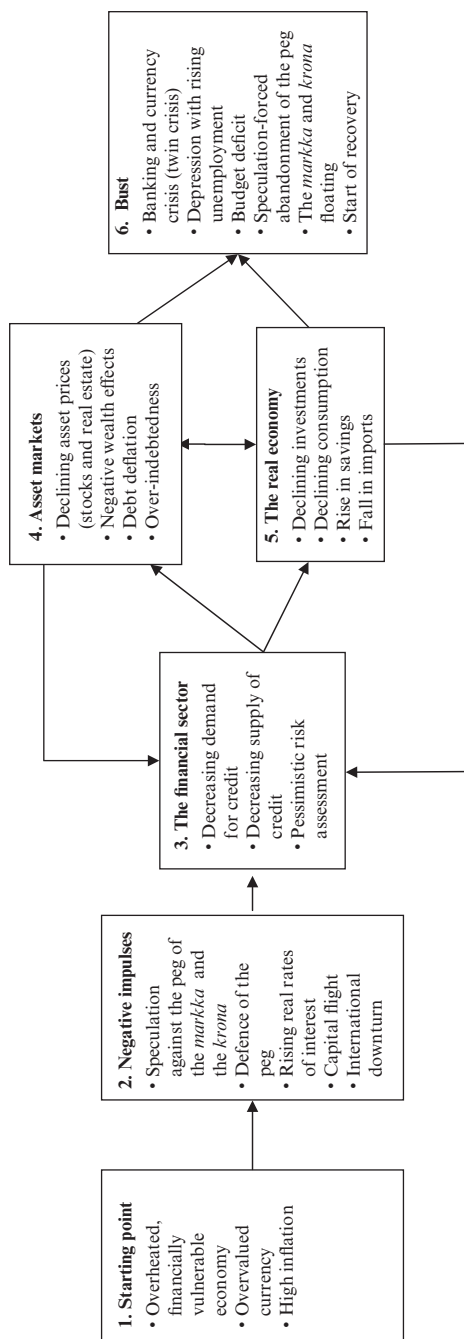 1. Starting point
• Overheated,
financially
vulnerable
economy
• Overvalued
currency
• High inflation
2. Negative impulses
• Speculation
against the peg of
the markka and
the krona
• Defence of the
peg
• Rising real rates
of interest
• Capital flight
• International
downturn
3. The financial sector
• Decreasing demand
for credit
• Decreasing supply of
credit
• Pessimistic risk
assessment
4. Asset markets
• Declining asset prices
(stocks and real estate)
• Negative wealth effects
• Debt deflation
• Over-indebtedness
5. The real economy
• Declining investments
• Declining consumption
• Rise in savings
• Fall in imports
6. Bust
• Banking and currency
crisis (twin crisis)
• Depression with rising
unemployment
• Budget deficit
• Speculation-forced
abandonment of the peg
• The markka and krona
floating
• Start of recovery